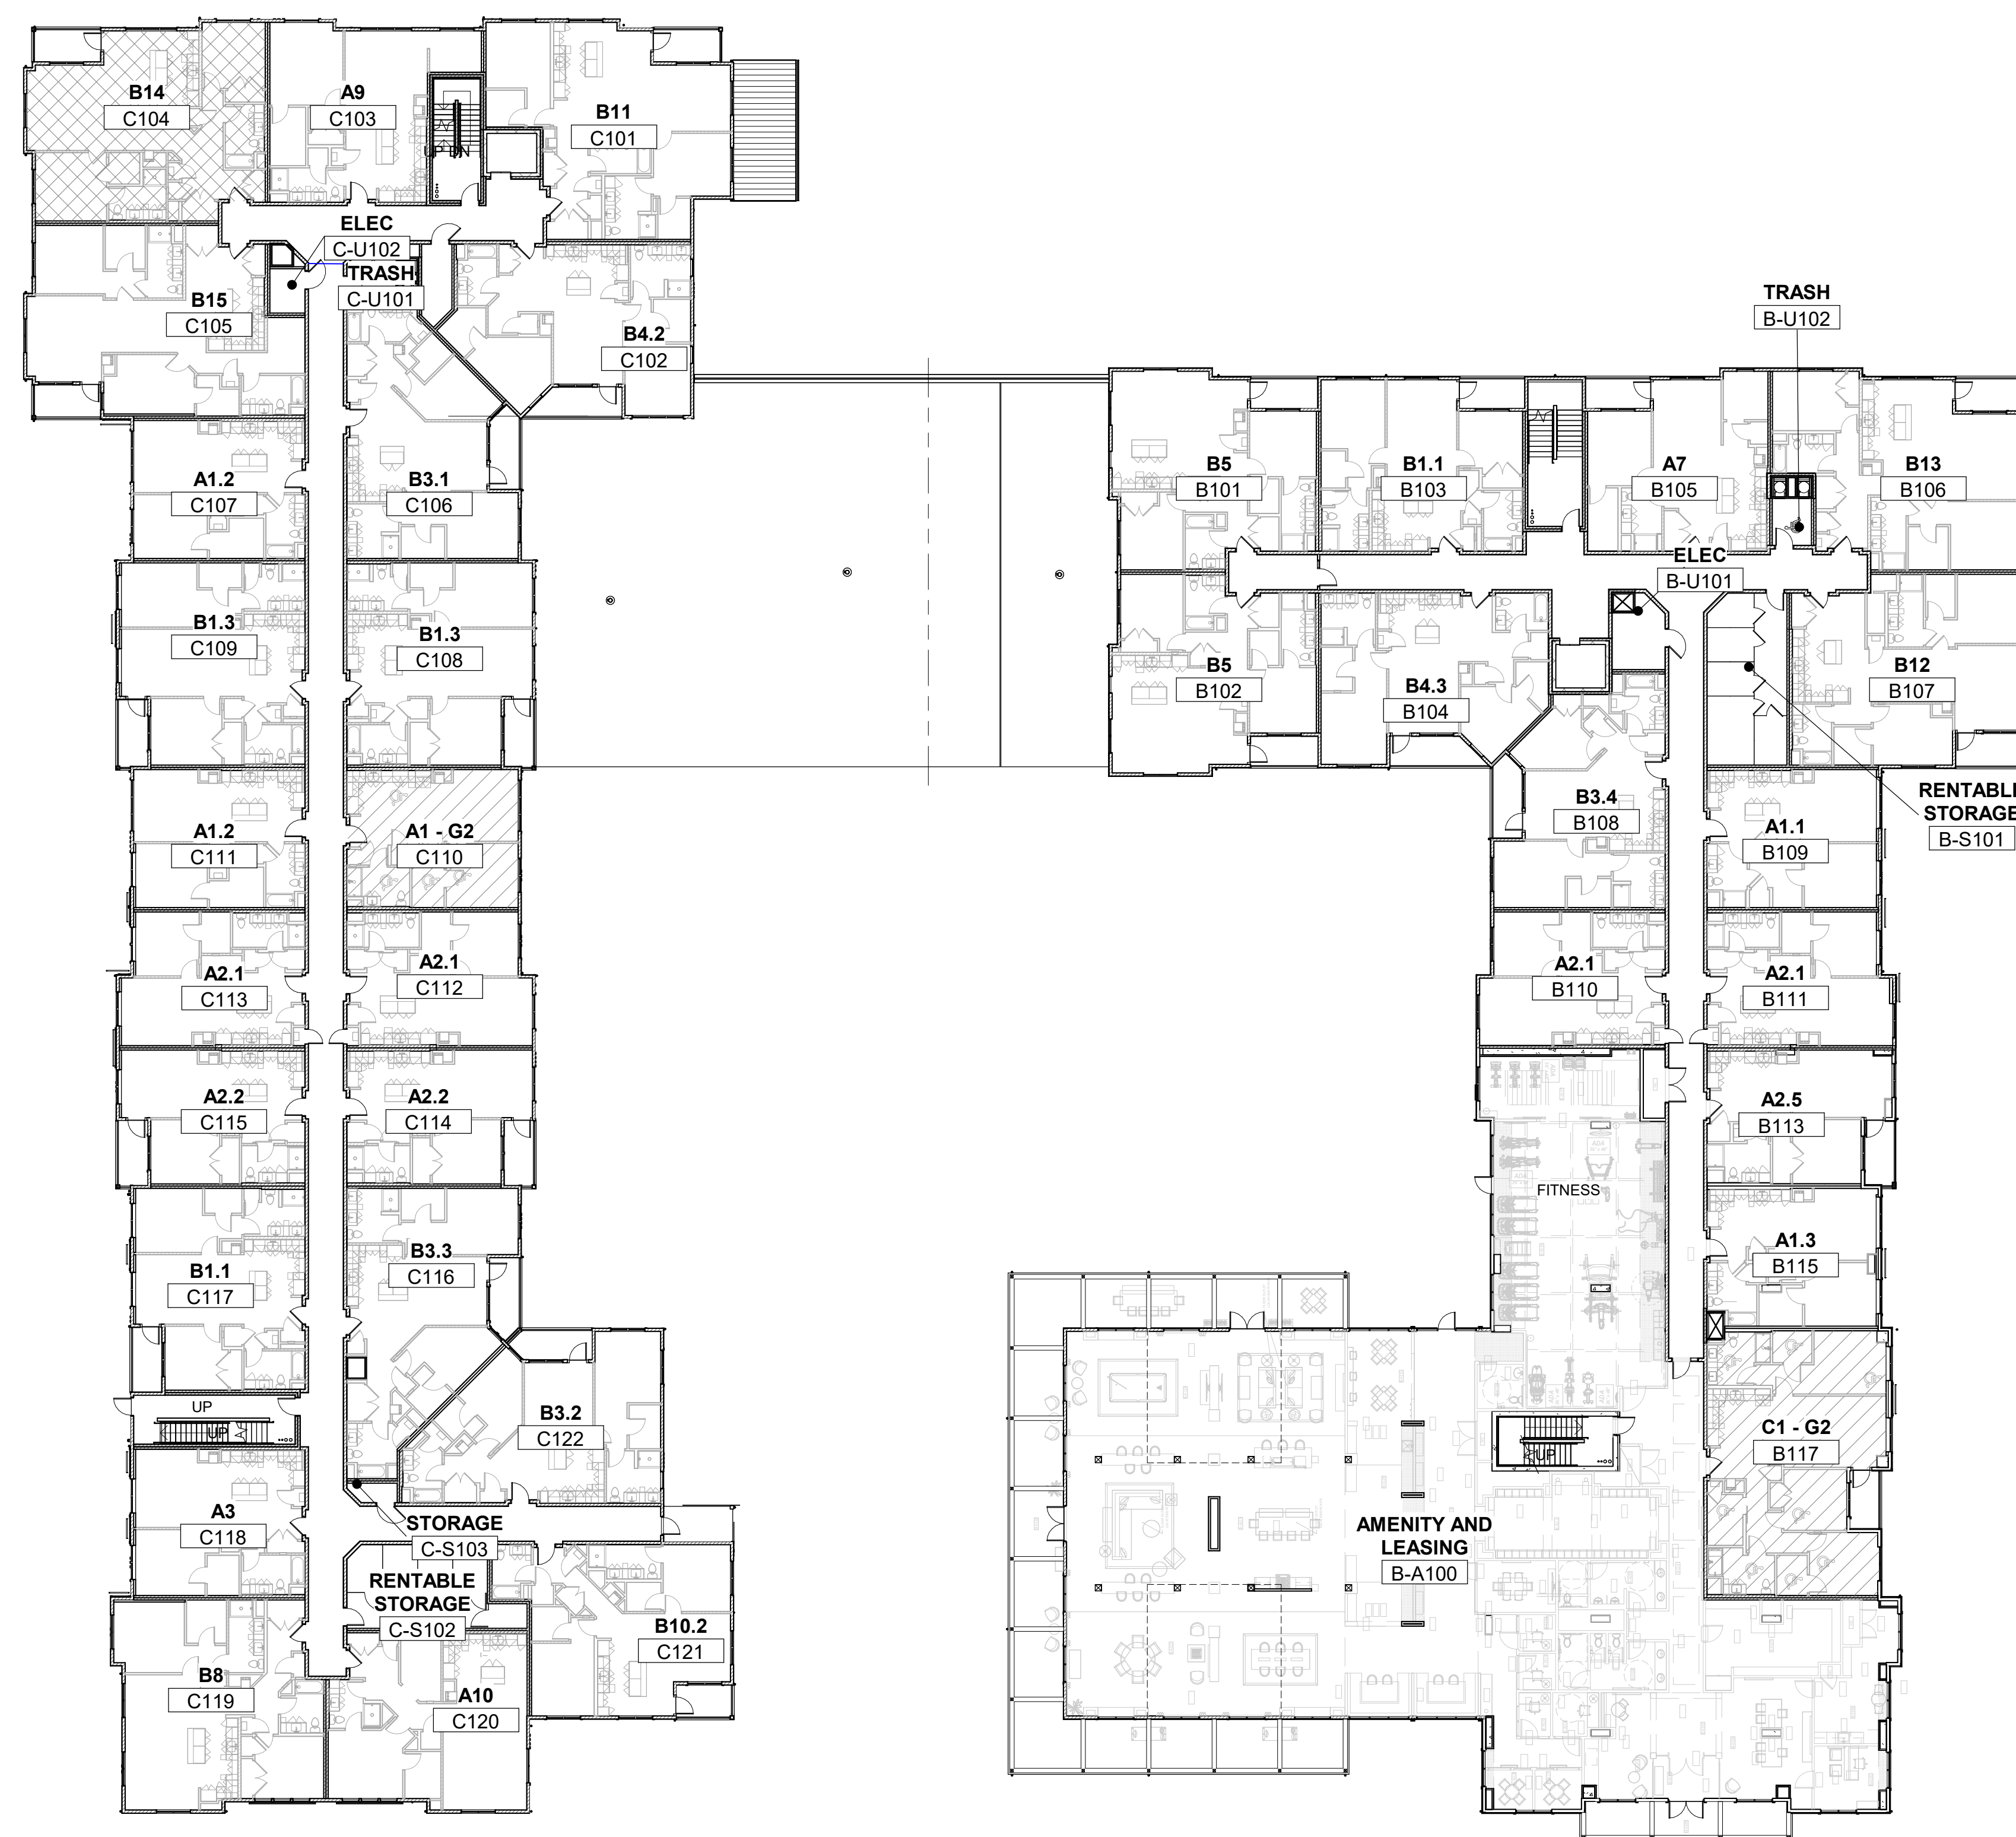 B14
C104
A9
C103
B11
C101
UP
DN
ELEC
C-U102
TRASH
C-U101
B15
C105
B4.2
C102
A1.2
C107
B3.1
C106
B1.3
C109
B1.3
C108
A1.2
C111
A1 - G2
C110
A2.1
C113
A2.1
C112
A2.2
C115
A2.2
C114
B1.1
C117
B3.3
C116
UP
UP
B3.2
C122
A3
C118
STORAGE
C-S103
RENTABLE
STORAGE
C-S102
B10.2
C121
B8
C119
A10
C120
TRASH
B-U102
B5
B101
B1.1
B103
A7
B105
B13
B106
ELEC
B-U101
B5
B102
B4.3
B104
B12
B107
RENTABLE
STORAGE
B-S101
B3.4
B108
A1.1
B109
A2.1
B110
A2.1
B111
A2.5
B113
FITNESS
A1.3
B115
C1 - G2
B117
UP
AMENITY AND
LEASING
B-A100